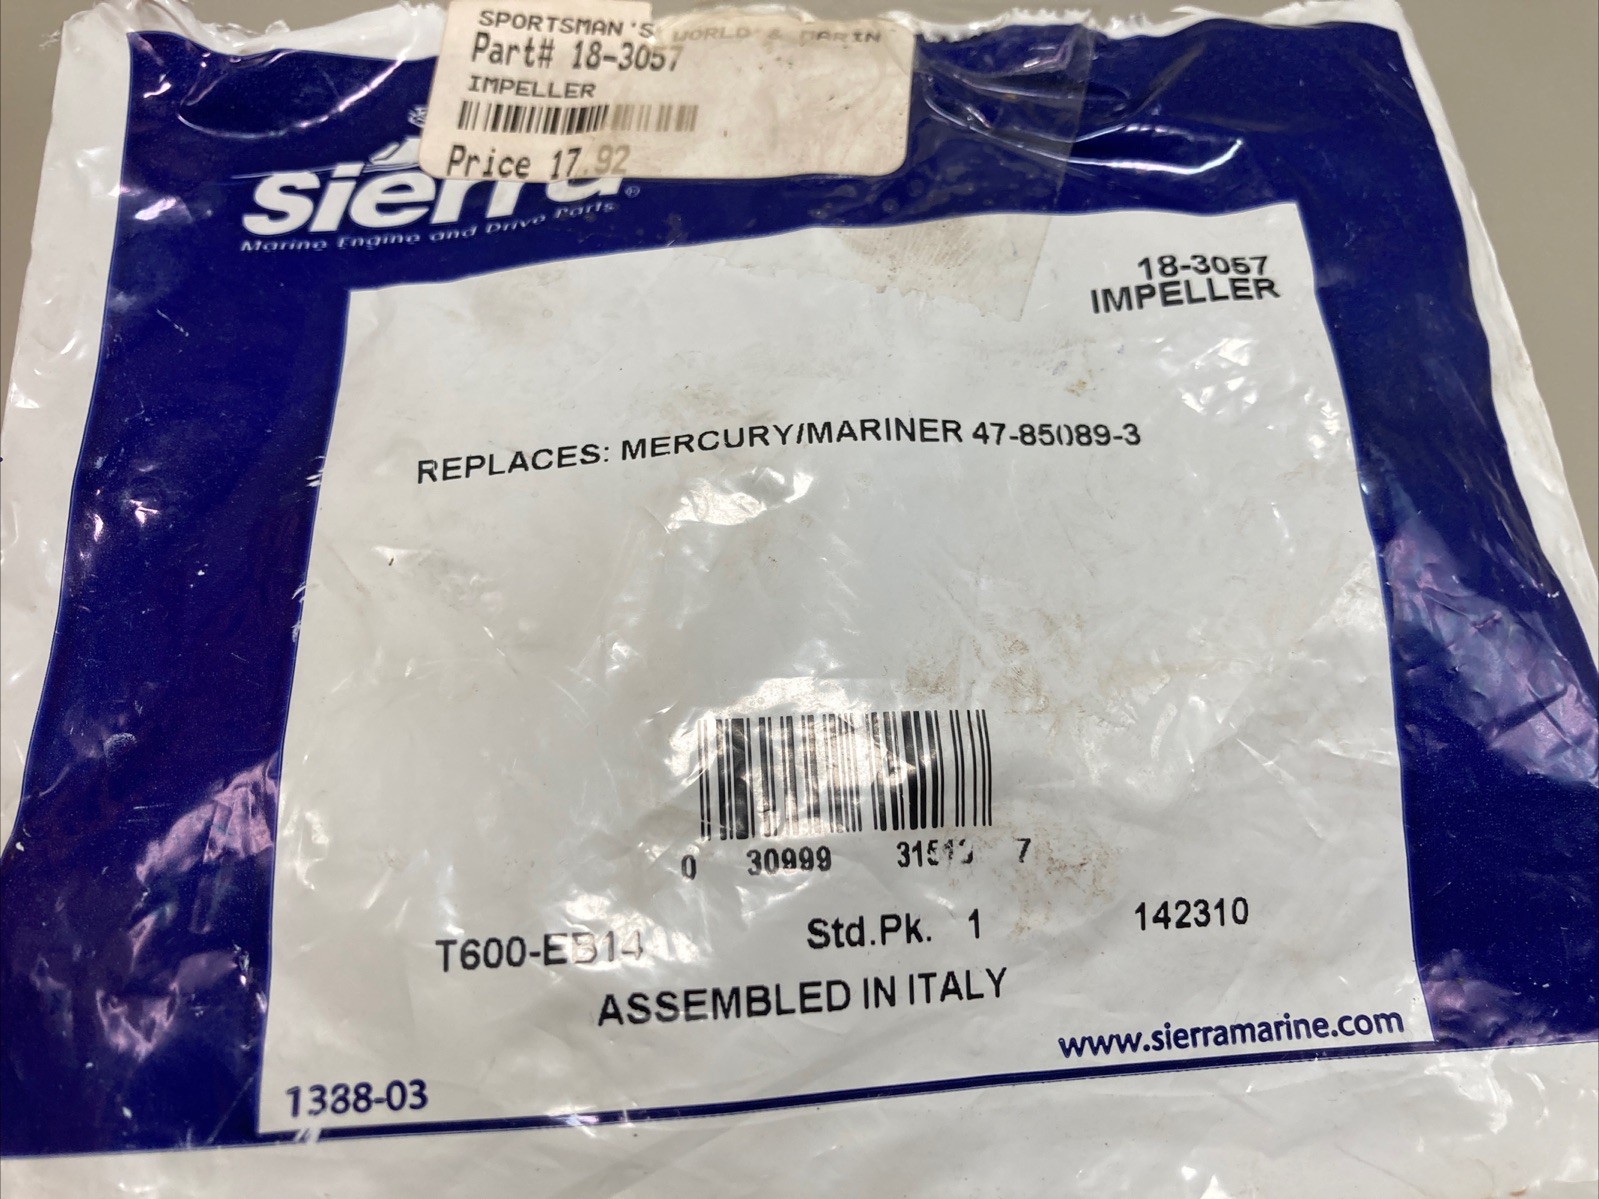 SPORTSMAN'S WORLD & MARIN
Part# 18-3057
IMPELLER
Price 17.92
sierra®
Marine Engine and Drive Parts
18-3057
IMPELLER
REPLACES: MERCURY/MARINER 47-85089-3
0 30999 7
T600-EB14
Std.Pk. 1
142310
ASSEMBLED IN ITALY
www.sierramarine.com
1388-03